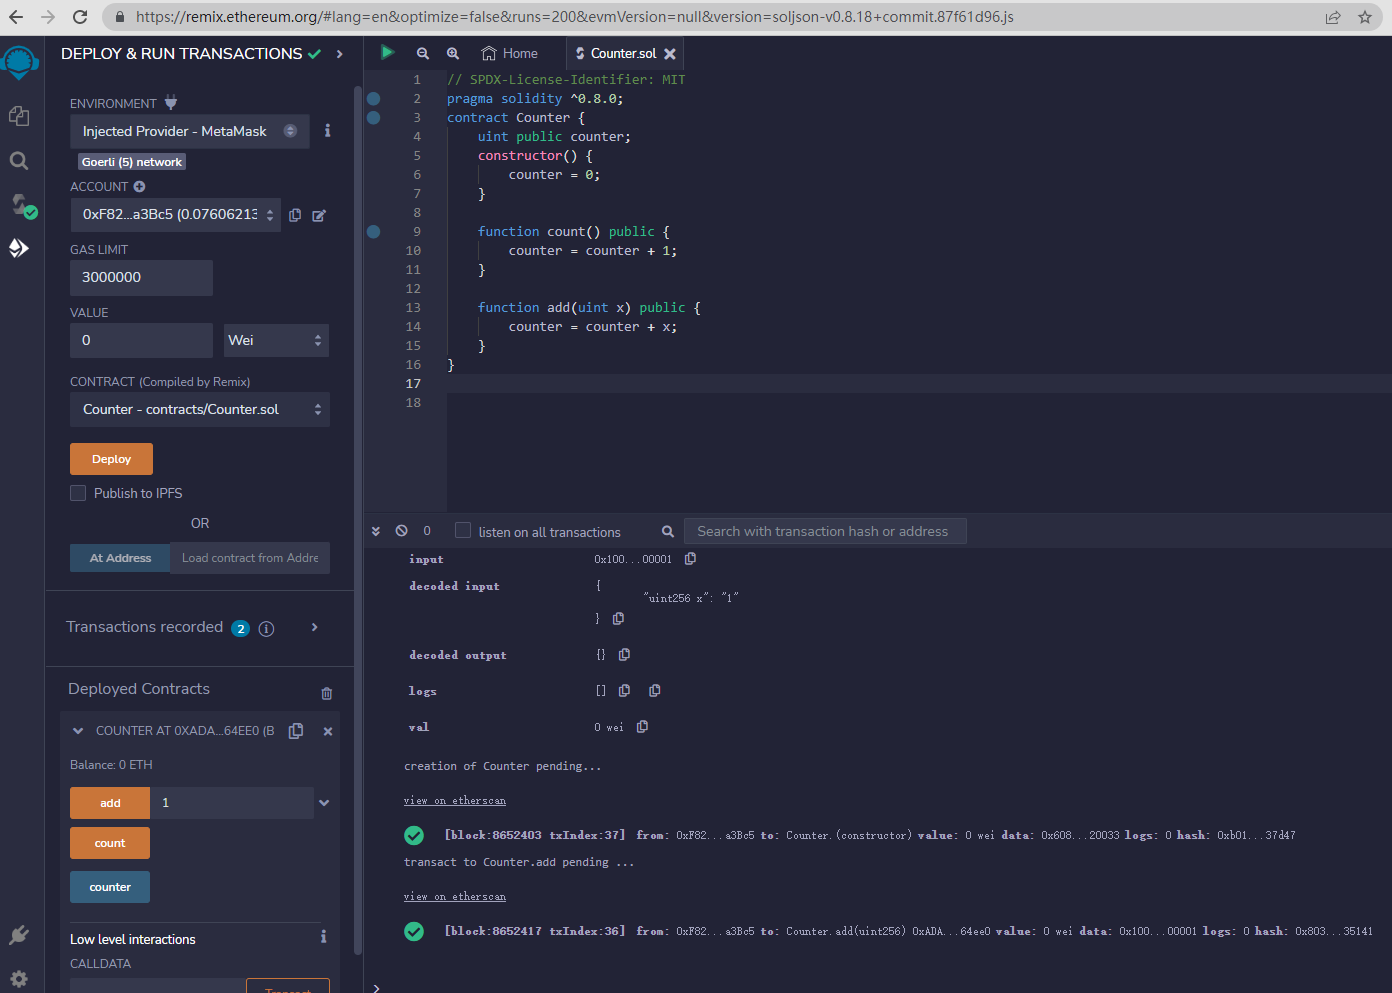 https://remix.ethereum.org/#lang=en&optimize=false&runs=200&evmVersion=null&version=soljson-v0.8.18+commit.87f61d96.js
DEPLOY & RUN TRANSACTIONS
ENVIRONMENT
Injected Provider - MetaMask
Goerli (5) network
ACCOUNT
0xF82...a3Bc5 (0.07606213
GAS LIMIT
3000000
VALUE
0
Wei
CONTRACT (Compiled by Remix)
Counter - contracts/Counter.sol
Deploy
Publish to IPFS
OR
At Address
Load contract from Addre
Transactions recorded 2
Deployed Contracts
COUNTER AT 0XADA...64EE0 (B
Balance: 0 ETH
add 1
count
counter
Low level interactions
CALLDATA
Transact
Home
Counter.sol
1 // SPDX-License-Identifier: MIT
2 pragma solidity ^0.8.0;
3 contract Counter {
4 uint public counter;
5 constructor() {
6 counter = 0;
7 }
8
9 function count() public {
10 counter = counter + 1;
11 }
12
13 function add(uint x) public {
14 counter = counter + x;
15 }
16 }
17
18
0 listen on all transactions Search with transaction hash or address
input 0x100...00001
decoded input {
"uint256 x": "1"
}
decoded output {}
logs []
val 0 wei
creation of Counter pending...
view on etherscan
[block:8652403 txIndex:37] from: 0xF82...a3Bc5 to: Counter.(constructor) value: 0 wei data: 0x608...20033 logs: 0 hash: 0xb01...37d47
transact to Counter.add pending ...
view on etherscan
[block:8652417 txIndex:36] from: 0xF82...a3Bc5 to: Counter.add(uint256) 0xADA...64ee0 value: 0 wei data: 0x100...00001 logs: 0 hash: 0x803...35141
>